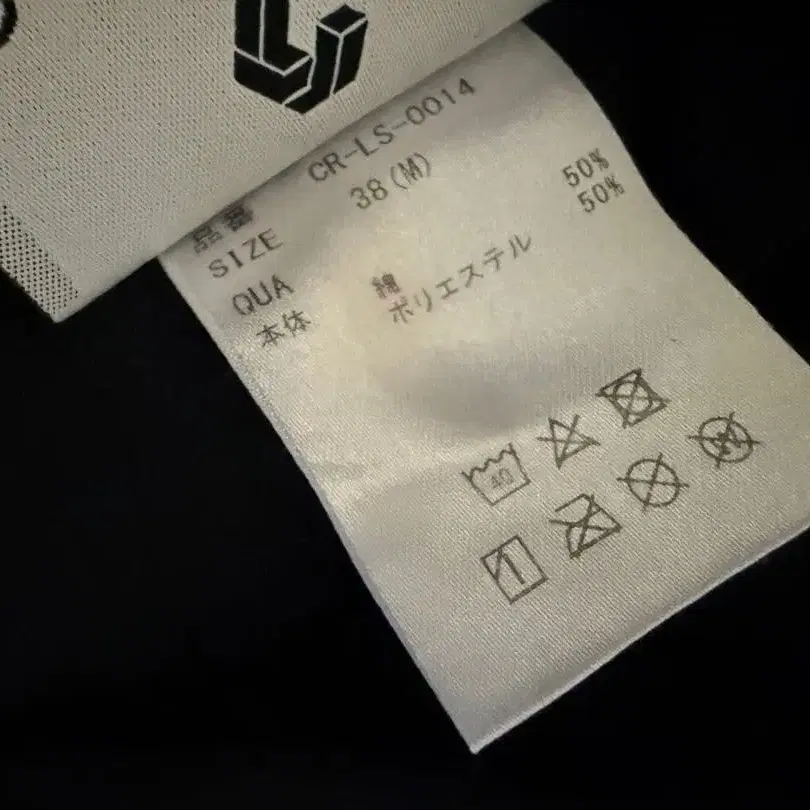 品番 CR-LS-0014
SIZE 38(M)
QUA
本体 綿 50%
ポリエステル 50%
40
W